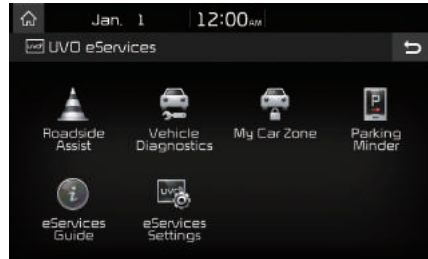 Jan. 1 12:00AM
UVO eServices
Roadside
Assist
Vehicle
Diagnostics
My Car Zone
Parking
Minder
eServices
Guide
eServices
Settings